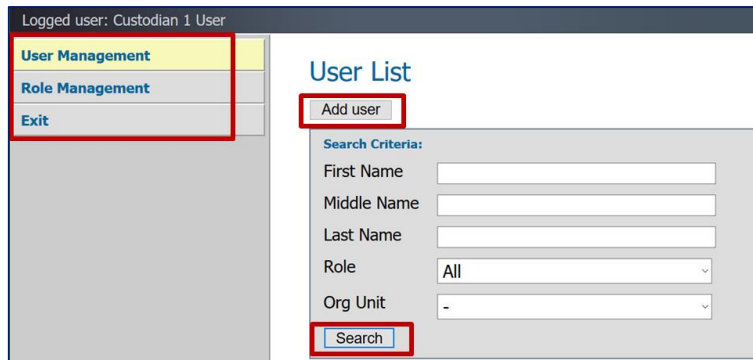 Logged user: Custodian 1 User
User Management
Role Management
Exit
User List
Add user
Search Criteria:
First Name
Middle Name
Last Name
Role All
Org Unit -
Search